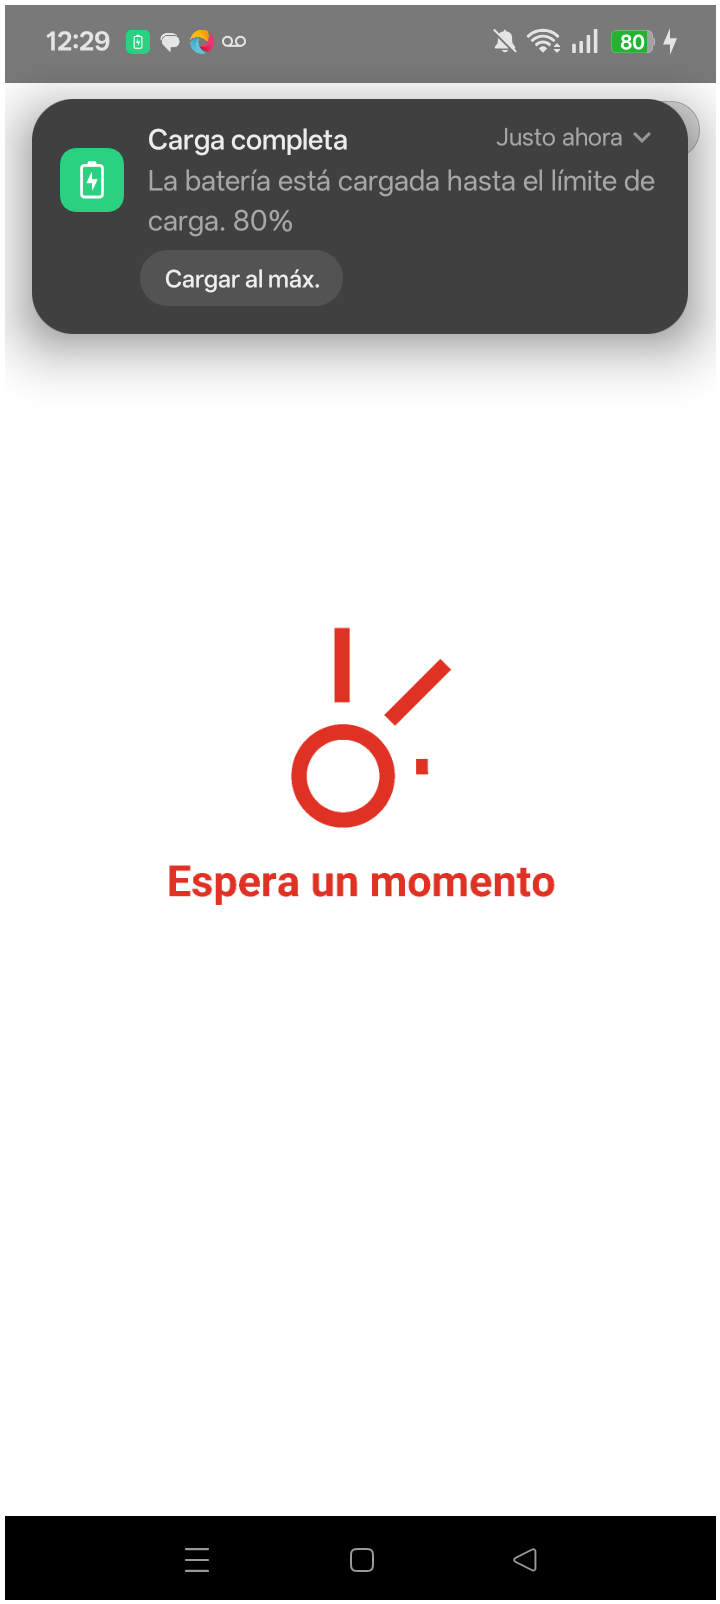 12:29
80
Carga completa
Justo ahora
La batería está cargada hasta el límite de
carga. 80%
Cargar al máx.
Espera un momento